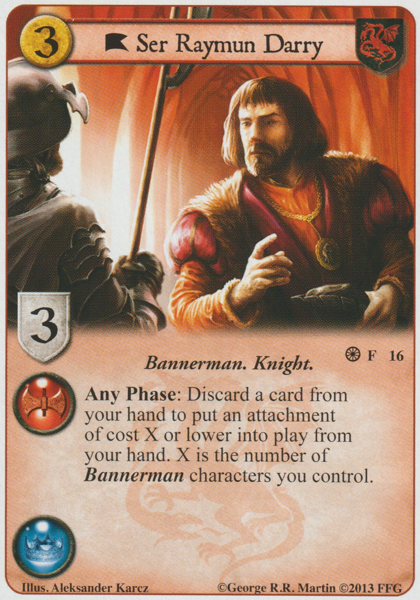 3
Ser Raymun Darry
3
Bannerman. Knight.
F 16
Any Phase: Discard a card from
your hand to put an attachment
of cost X or lower into play from
your hand. X is the number of
Bannerman characters you control.
Illus. Aleksander Karcz
©George R.R. Martin ©2013 FFG